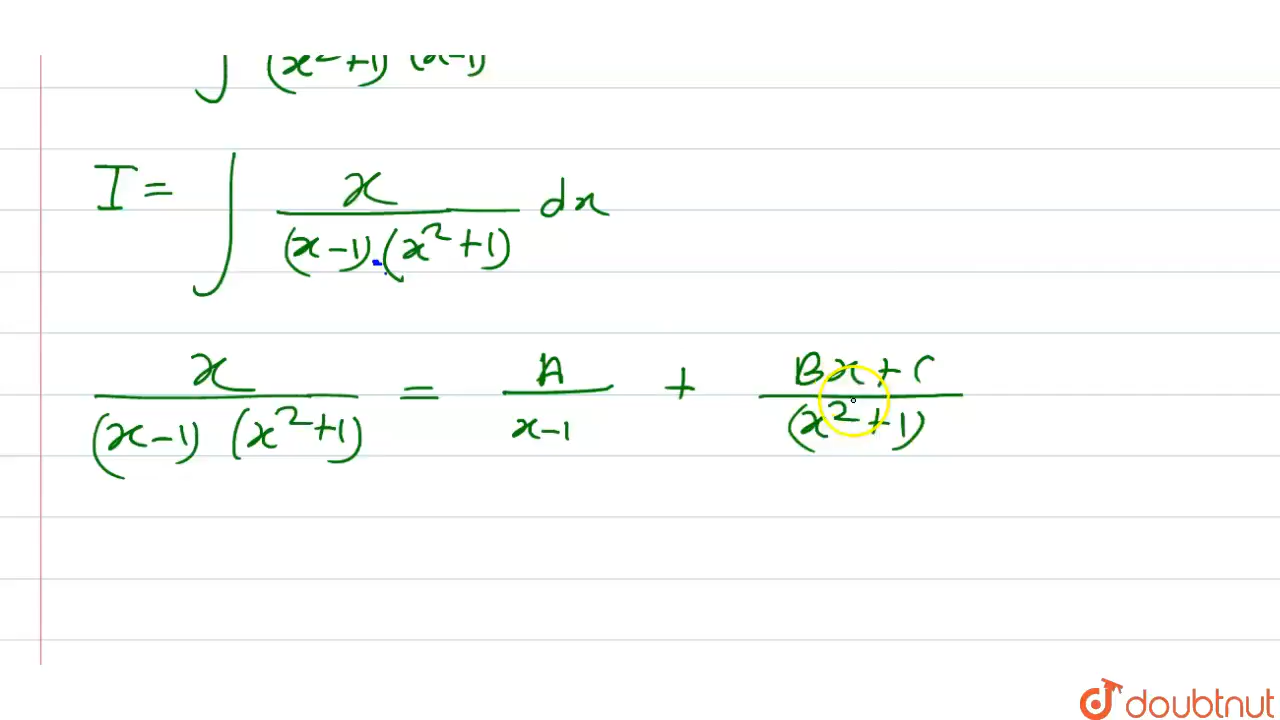 ∫ (x²+1) (x-1)
I = ∫ x / (x-1).(x²+1) dx
x / (x-1) (x²+1) = A / x-1 + Bx+C / (x²+1)
doubtnut